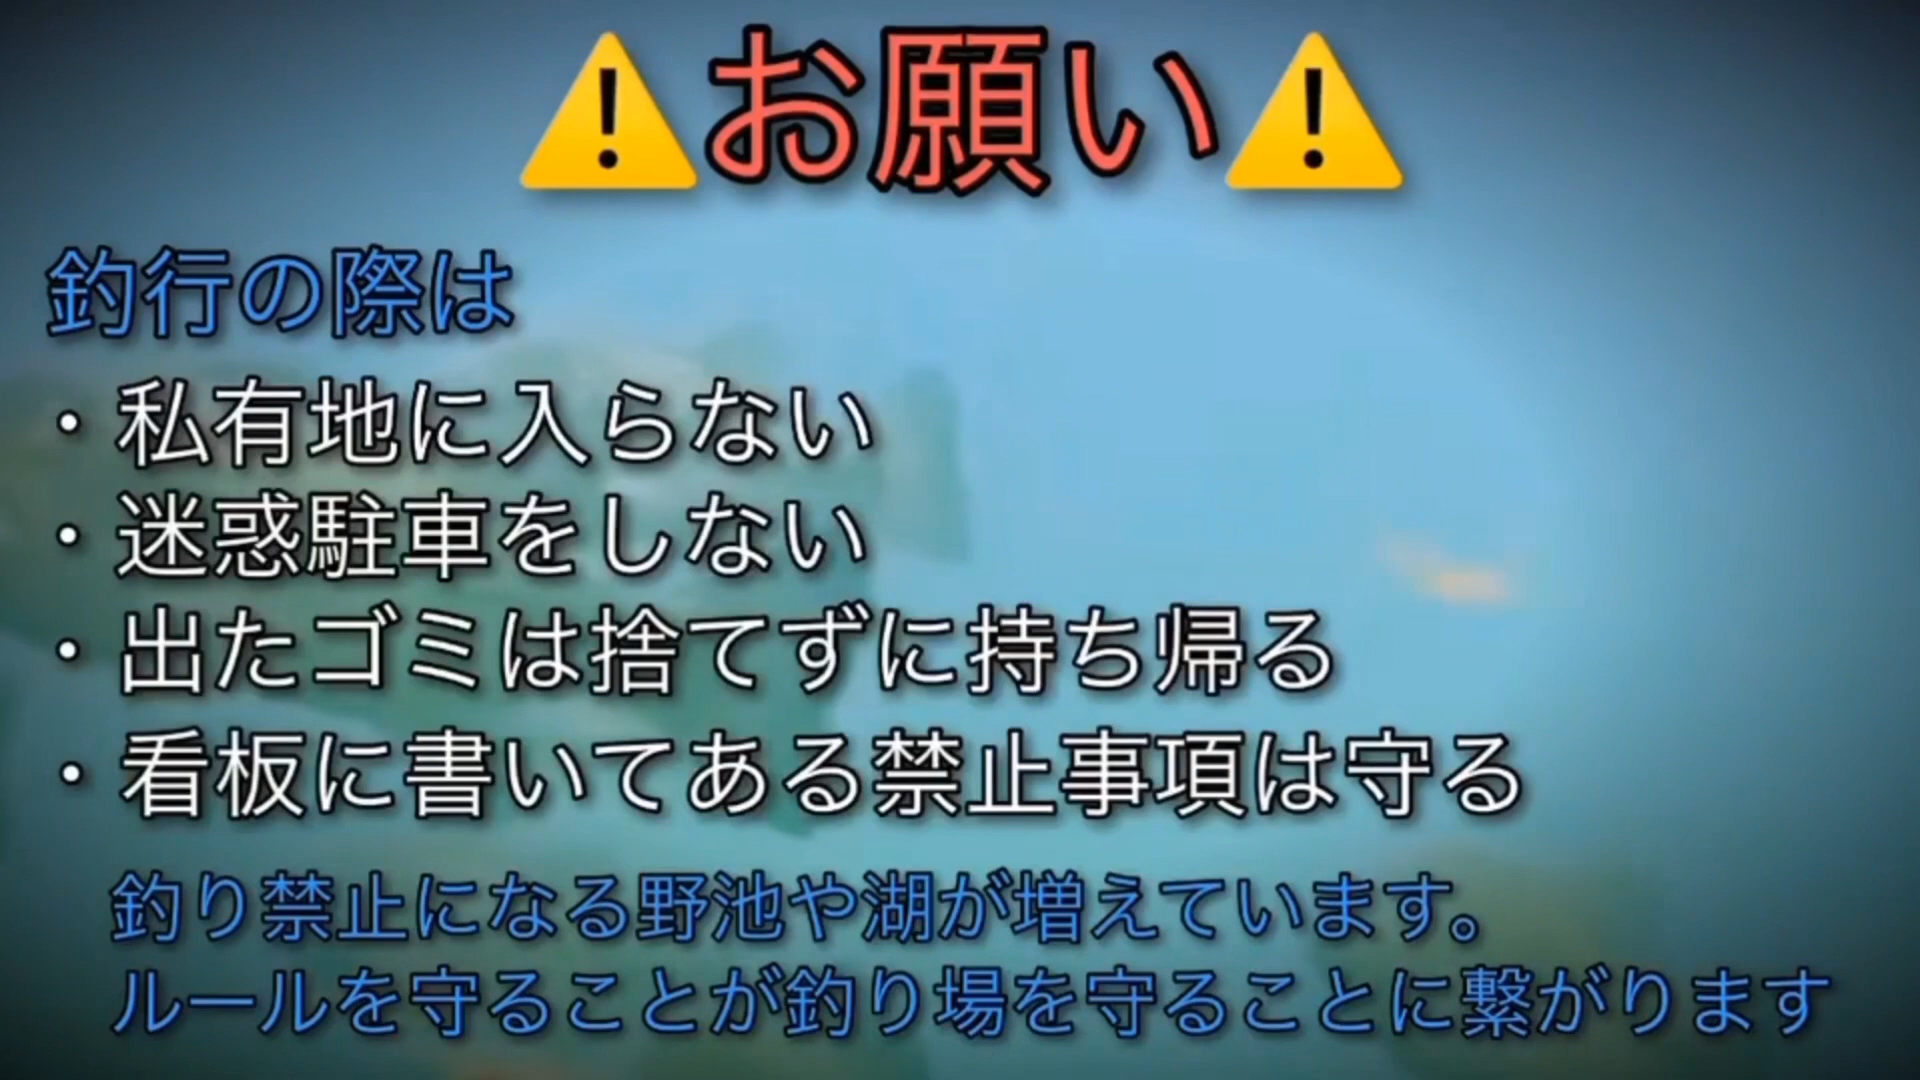 ⚠️お願い⚠️
釣行の際は
・私有地に入らない
・迷惑駐車をしない
・出たゴミは捨てずに持ち帰る
・看板に書いてある禁止事項は守る
釣り禁止になる野池や湖が増えています。
ルールを守ることが釣り場を守ることに繋がります